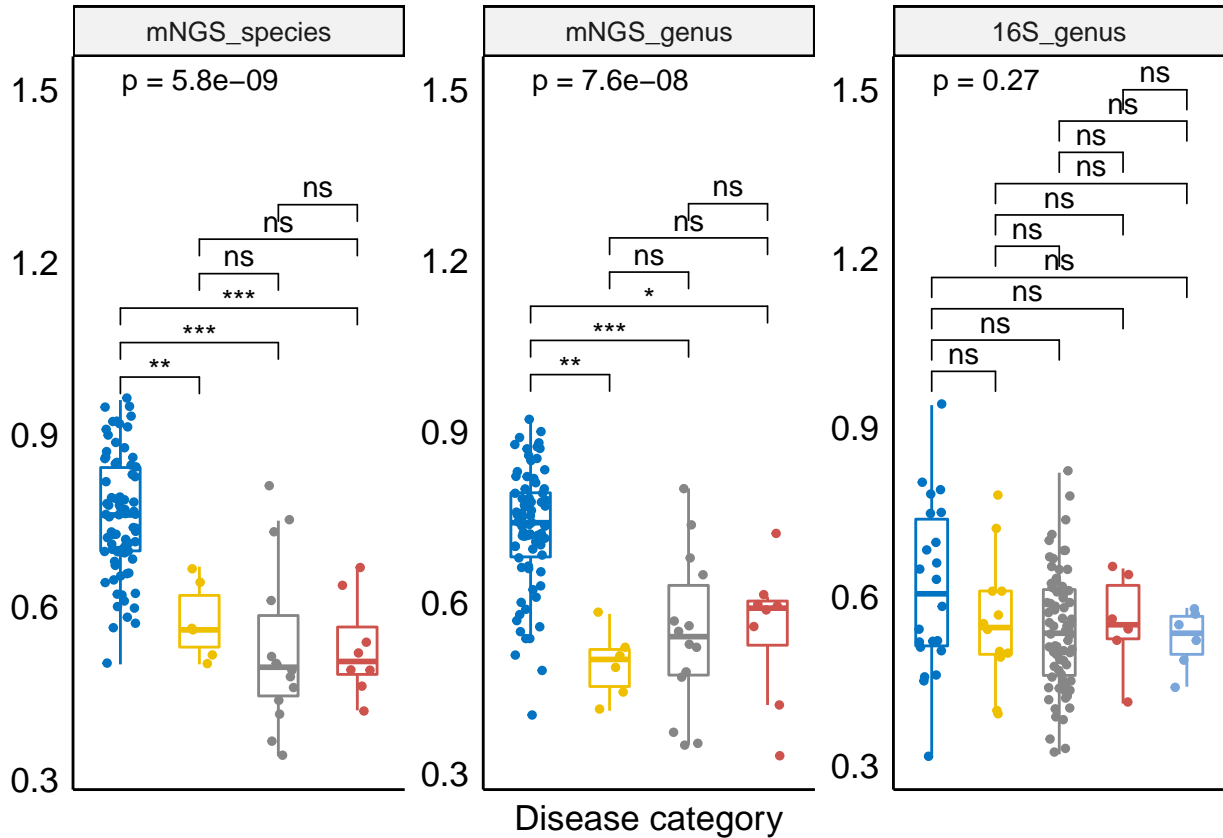 mNGS_species
mNGS_genus
16S_genus
p = 5.8e−09
p = 7.6e−08
p = 0.27
1.5
1.2
0.9
0.6
0.3
ns
ns
ns
***
***
**
1.5
1.2
0.9
0.6
0.3
ns
ns
ns
*
***
**
1.5
1.2
0.9
0.6
0.3
ns
ns
ns
ns
ns
ns
ns
ns
ns
ns
Disease category